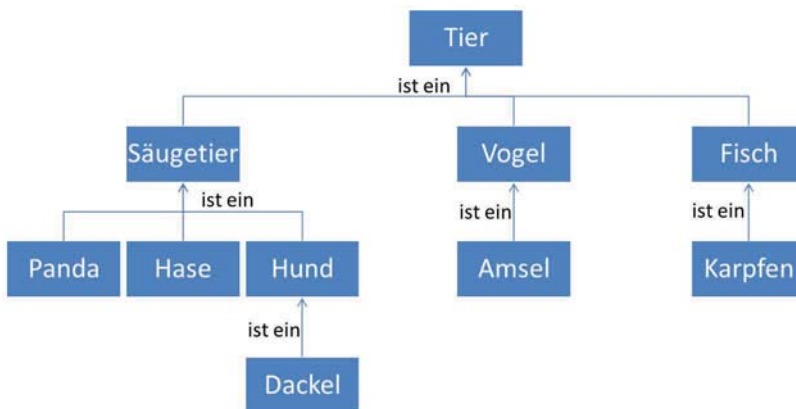 Tier
ist ein
Säugetier Vogel Fisch
ist ein ist ein ist ein
Panda Hase Hund Amsel Karpfen
ist ein
Dackel